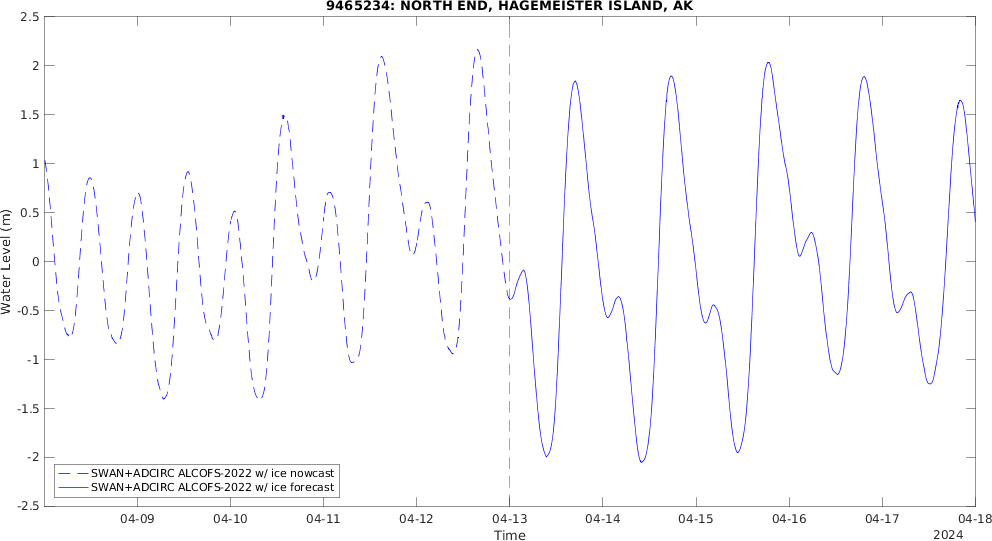 9465234: NORTH END, HAGEMEISTER ISLAND, AK
2.5
2
1.5
1
0.5
0
-0.5
-1
-1.5
-2
-2.5
Water Level (m)
SWAN+ADCIRC ALCOFS-2022 w/ ice nowcast
SWAN+ADCIRC ALCOFS-2022 w/ ice forecast
04-09 04-10 04-11 04-12 04-13 04-14 04-15 04-16 04-17 04-18
Time
2024